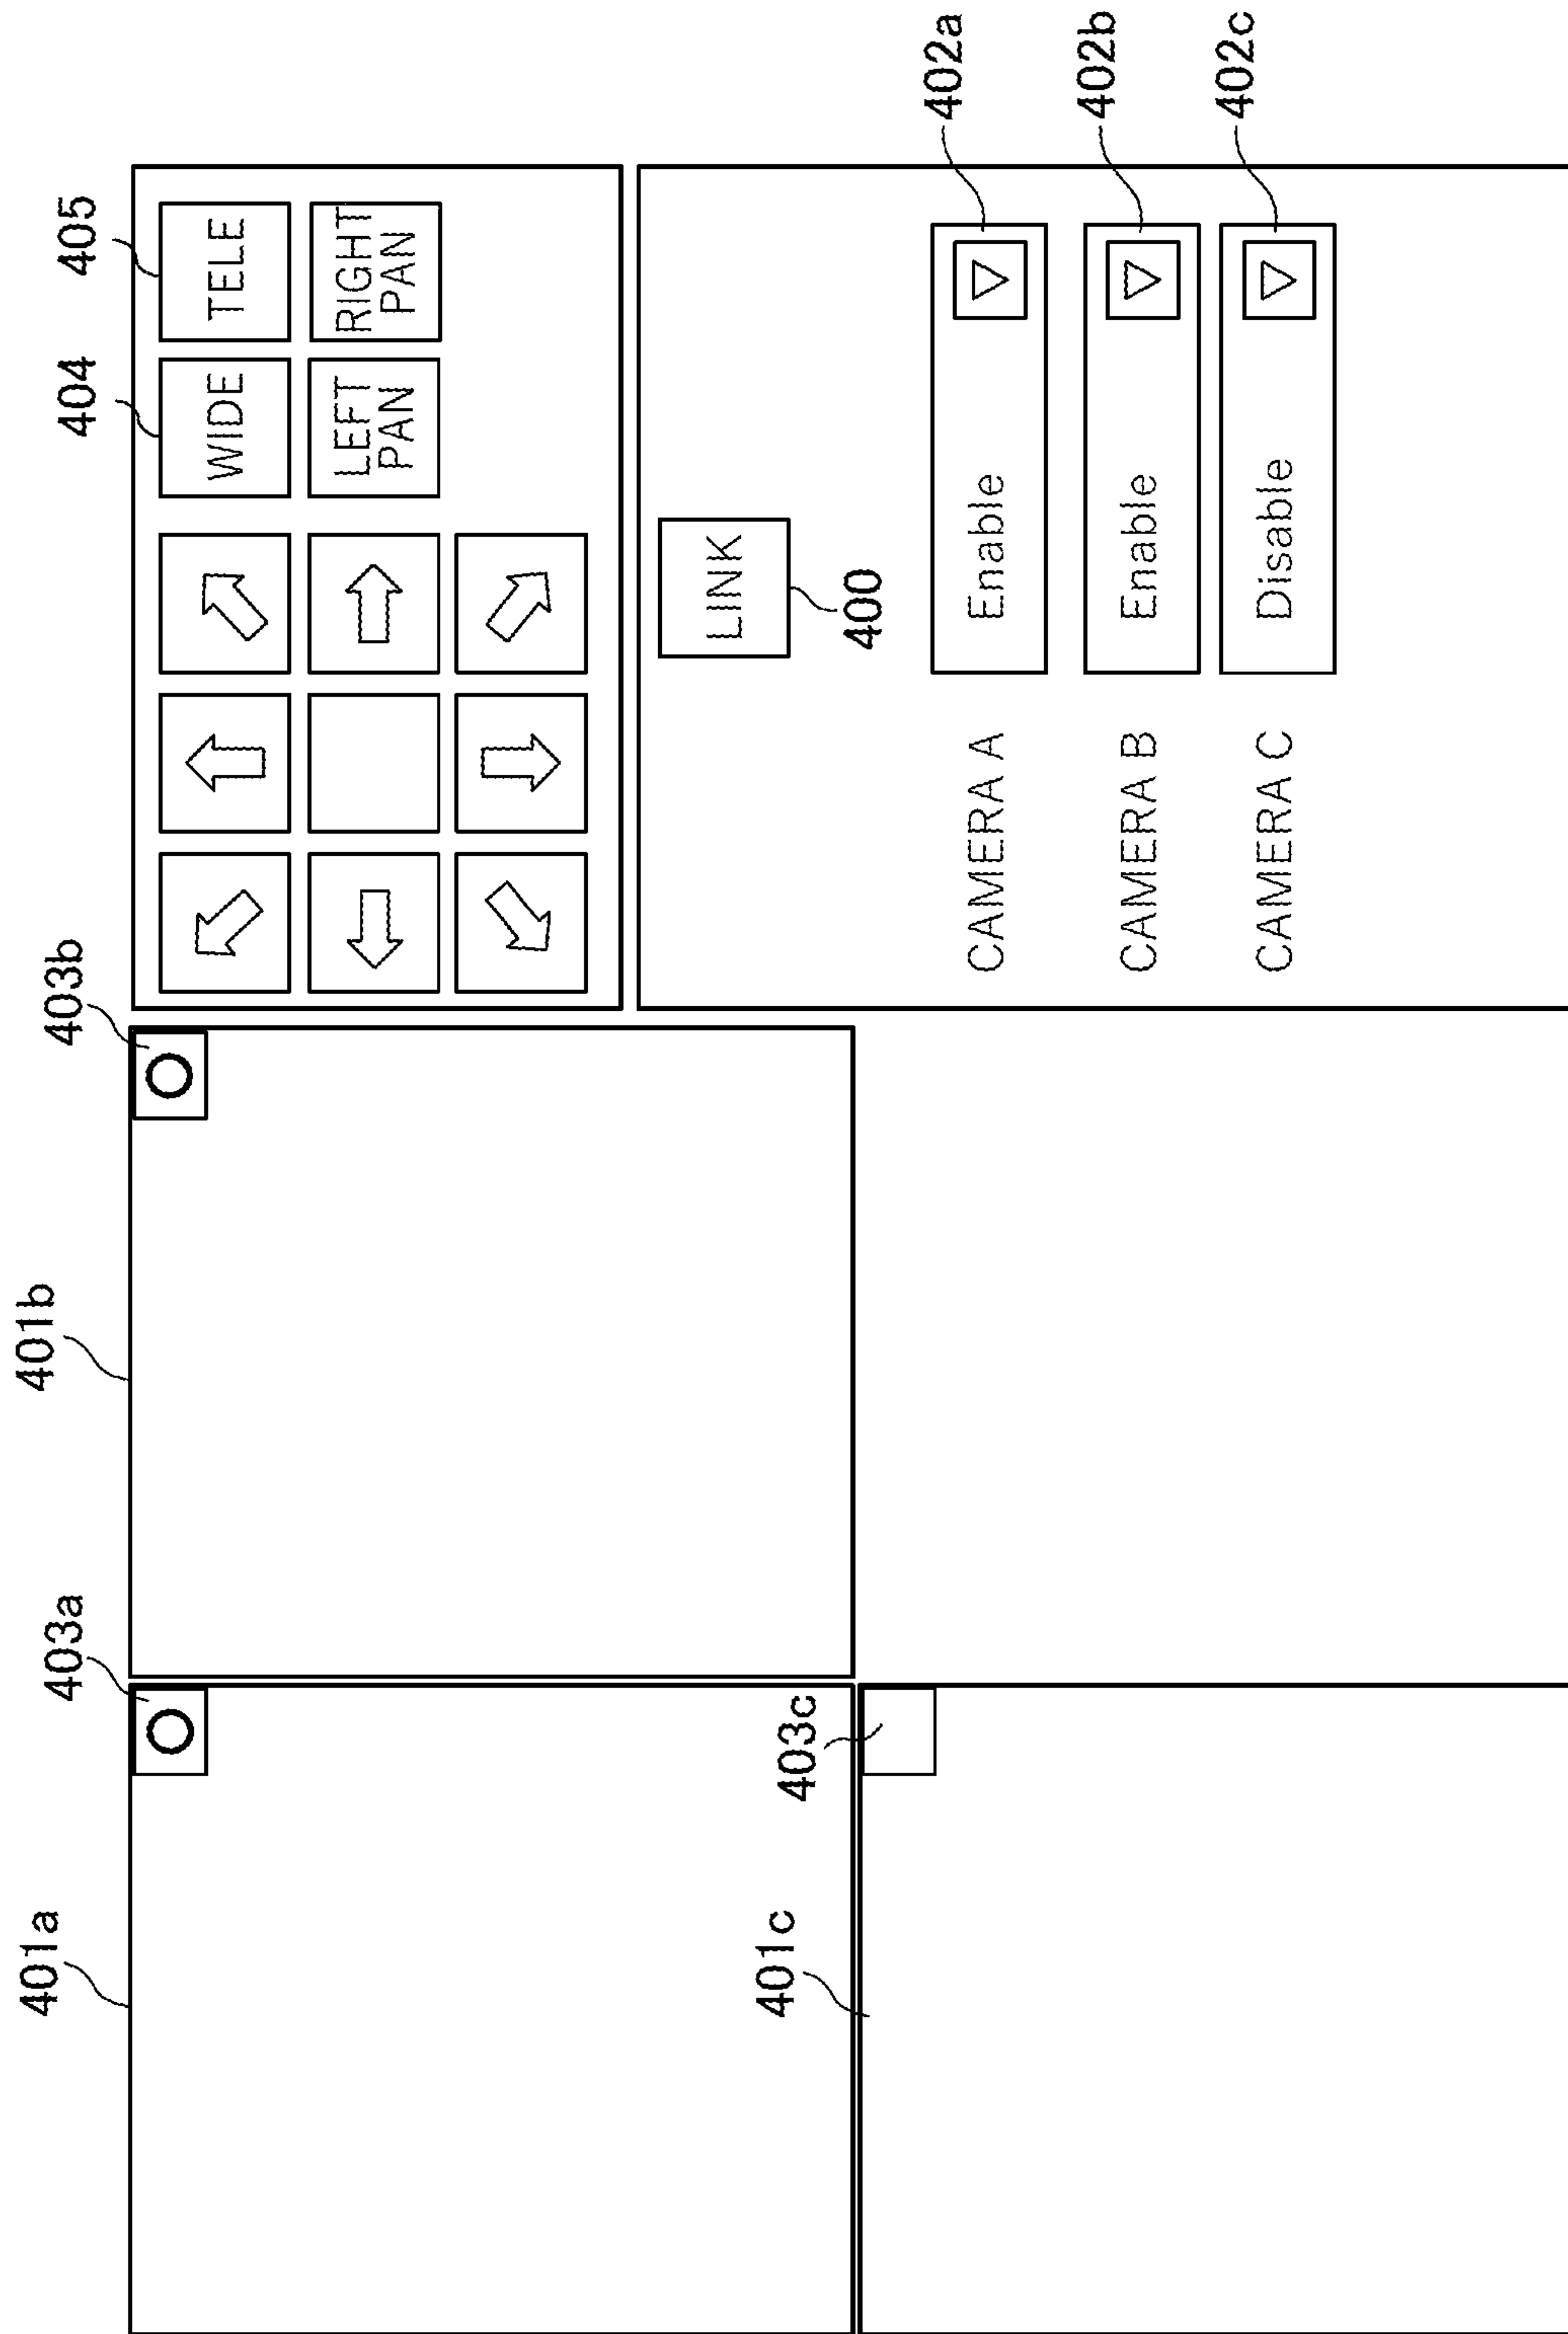 401a
403a
401b
403b
404
405
WIDE
TELE
LEFT
PAN
RIGHT
PAN
LINK
400
401c
403c
CAMERA A
Enable
402a
CAMERA B
Enable
402b
CAMERA C
Disable
402c